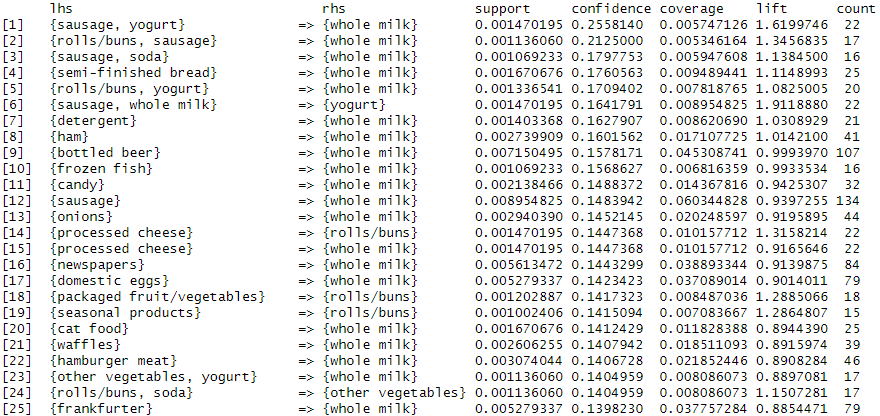 lhs rhs support confidence coverage lift count
[1] {sausage, yogurt} => {whole milk} 0.001470195 0.2558140 0.005747126 1.6199746 22
[2] {rolls/buns, sausage} => {whole milk} 0.001136060 0.2125000 0.005346164 1.3456835 17
[3] {sausage, soda} => {whole milk} 0.001069233 0.1797753 0.005947608 1.1384500 16
[4] {semi-finished bread} => {whole milk} 0.001670676 0.1760563 0.009489441 1.1148993 25
[5] {rolls/buns, yogurt} => {whole milk} 0.001336541 0.1709402 0.007818765 1.0825005 20
[6] {sausage, whole milk} => {yogurt} 0.001470195 0.1641791 0.008954825 1.9118880 22
[7] {detergent} => {whole milk} 0.001403368 0.1627907 0.008620690 1.0308929 21
[8] {ham} => {whole milk} 0.002739909 0.1601562 0.017107725 1.0142100 41
[9] {bottled beer} => {whole milk} 0.007150495 0.1578171 0.045308741 0.9993970 107
[10] {frozen fish} => {whole milk} 0.001069233 0.1568627 0.006816359 0.9933534 16
[11] {candy} => {whole milk} 0.002138466 0.1488372 0.014367816 0.9425307 32
[12] {sausage} => {whole milk} 0.008954825 0.1483942 0.060344828 0.9397255 134
[13] {onions} => {whole milk} 0.002940390 0.1452145 0.020248597 0.9195895 44
[14] {processed cheese} => {rolls/buns} 0.001470195 0.1447368 0.010157712 1.3158214 22
[15] {processed cheese} => {whole milk} 0.001470195 0.1447368 0.010157712 0.9165646 22
[16] {newspapers} => {whole milk} 0.005613472 0.1443299 0.038893344 0.9139875 84
[17] {domestic eggs} => {whole milk} 0.005279337 0.1423423 0.037089014 0.9014011 79
[18] {packaged fruit/vegetables} => {rolls/buns} 0.001202887 0.1417323 0.008487036 1.2885066 18
[19] {seasonal products} => {rolls/buns} 0.001002406 0.1415094 0.007083667 1.2864807 15
[20] {cat food} => {whole milk} 0.001670676 0.1412429 0.011828388 0.8944390 25
[21] {waffles} => {whole milk} 0.002606255 0.1407942 0.018511093 0.8915974 39
[22] {hamburger meat} => {whole milk} 0.003074044 0.1406728 0.021852446 0.8908284 46
[23] {other vegetables, yogurt} => {whole milk} 0.001136060 0.1404959 0.008086073 0.8897081 17
[24] {rolls/buns, soda} => {other vegetables} 0.001136060 0.1404959 0.008086073 1.1507281 17
[25] {frankfurter} => {whole milk} 0.005279337 0.1398230 0.037757284 0.8854471 79